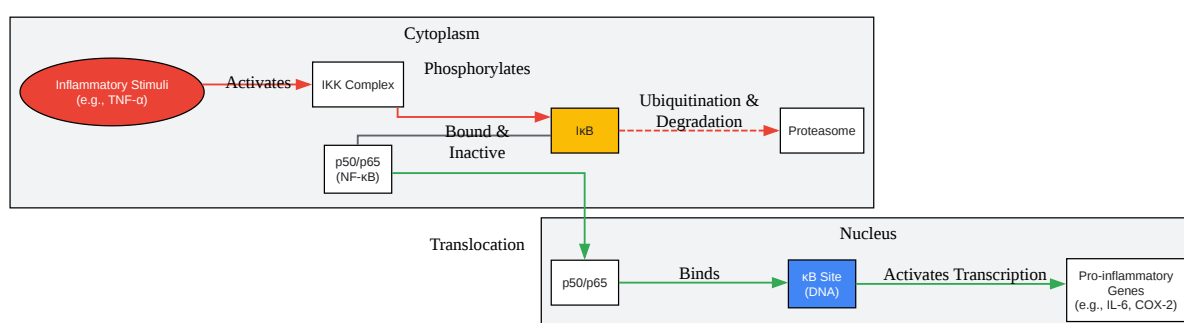 Cytoplasm
Inflammatory Stimuli
(e.g., TNF-α)
Activates
IKK Complex
Phosphorylates
Bound &
Inactive
IκB
Ubiquitination &
Degradation
Proteasome
p50/p65
(NF-κB)
Translocation
Nucleus
p50/p65
Binds
κB Site
(DNA)
Activates Transcription
Pro-inflammatory
Genes
(e.g., IL-6, COX-2)